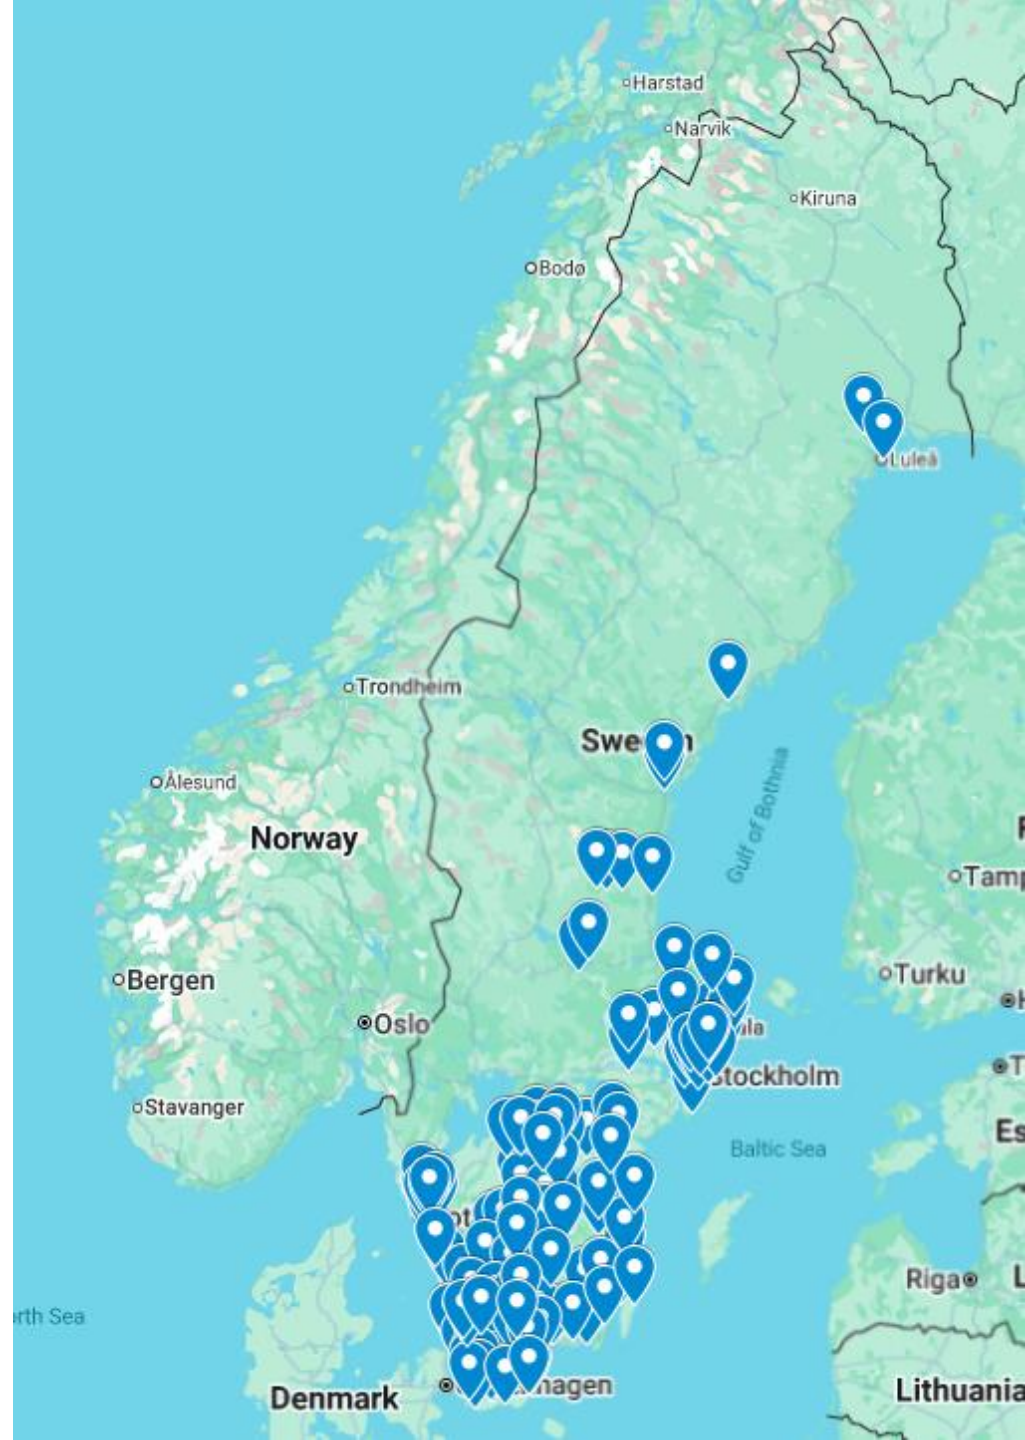 Harstad
Narvik
Kiruna
Bodø
Luleå
Trondheim
Swe n
Ålesund
Norway
Gulf of Bothnia
Tamp
Bergen
Turku
Oslo
Stockholm
Stavanger
Baltic Sea
Es
Riga
L
rth Sea
Denmark
hagen
Lithuania